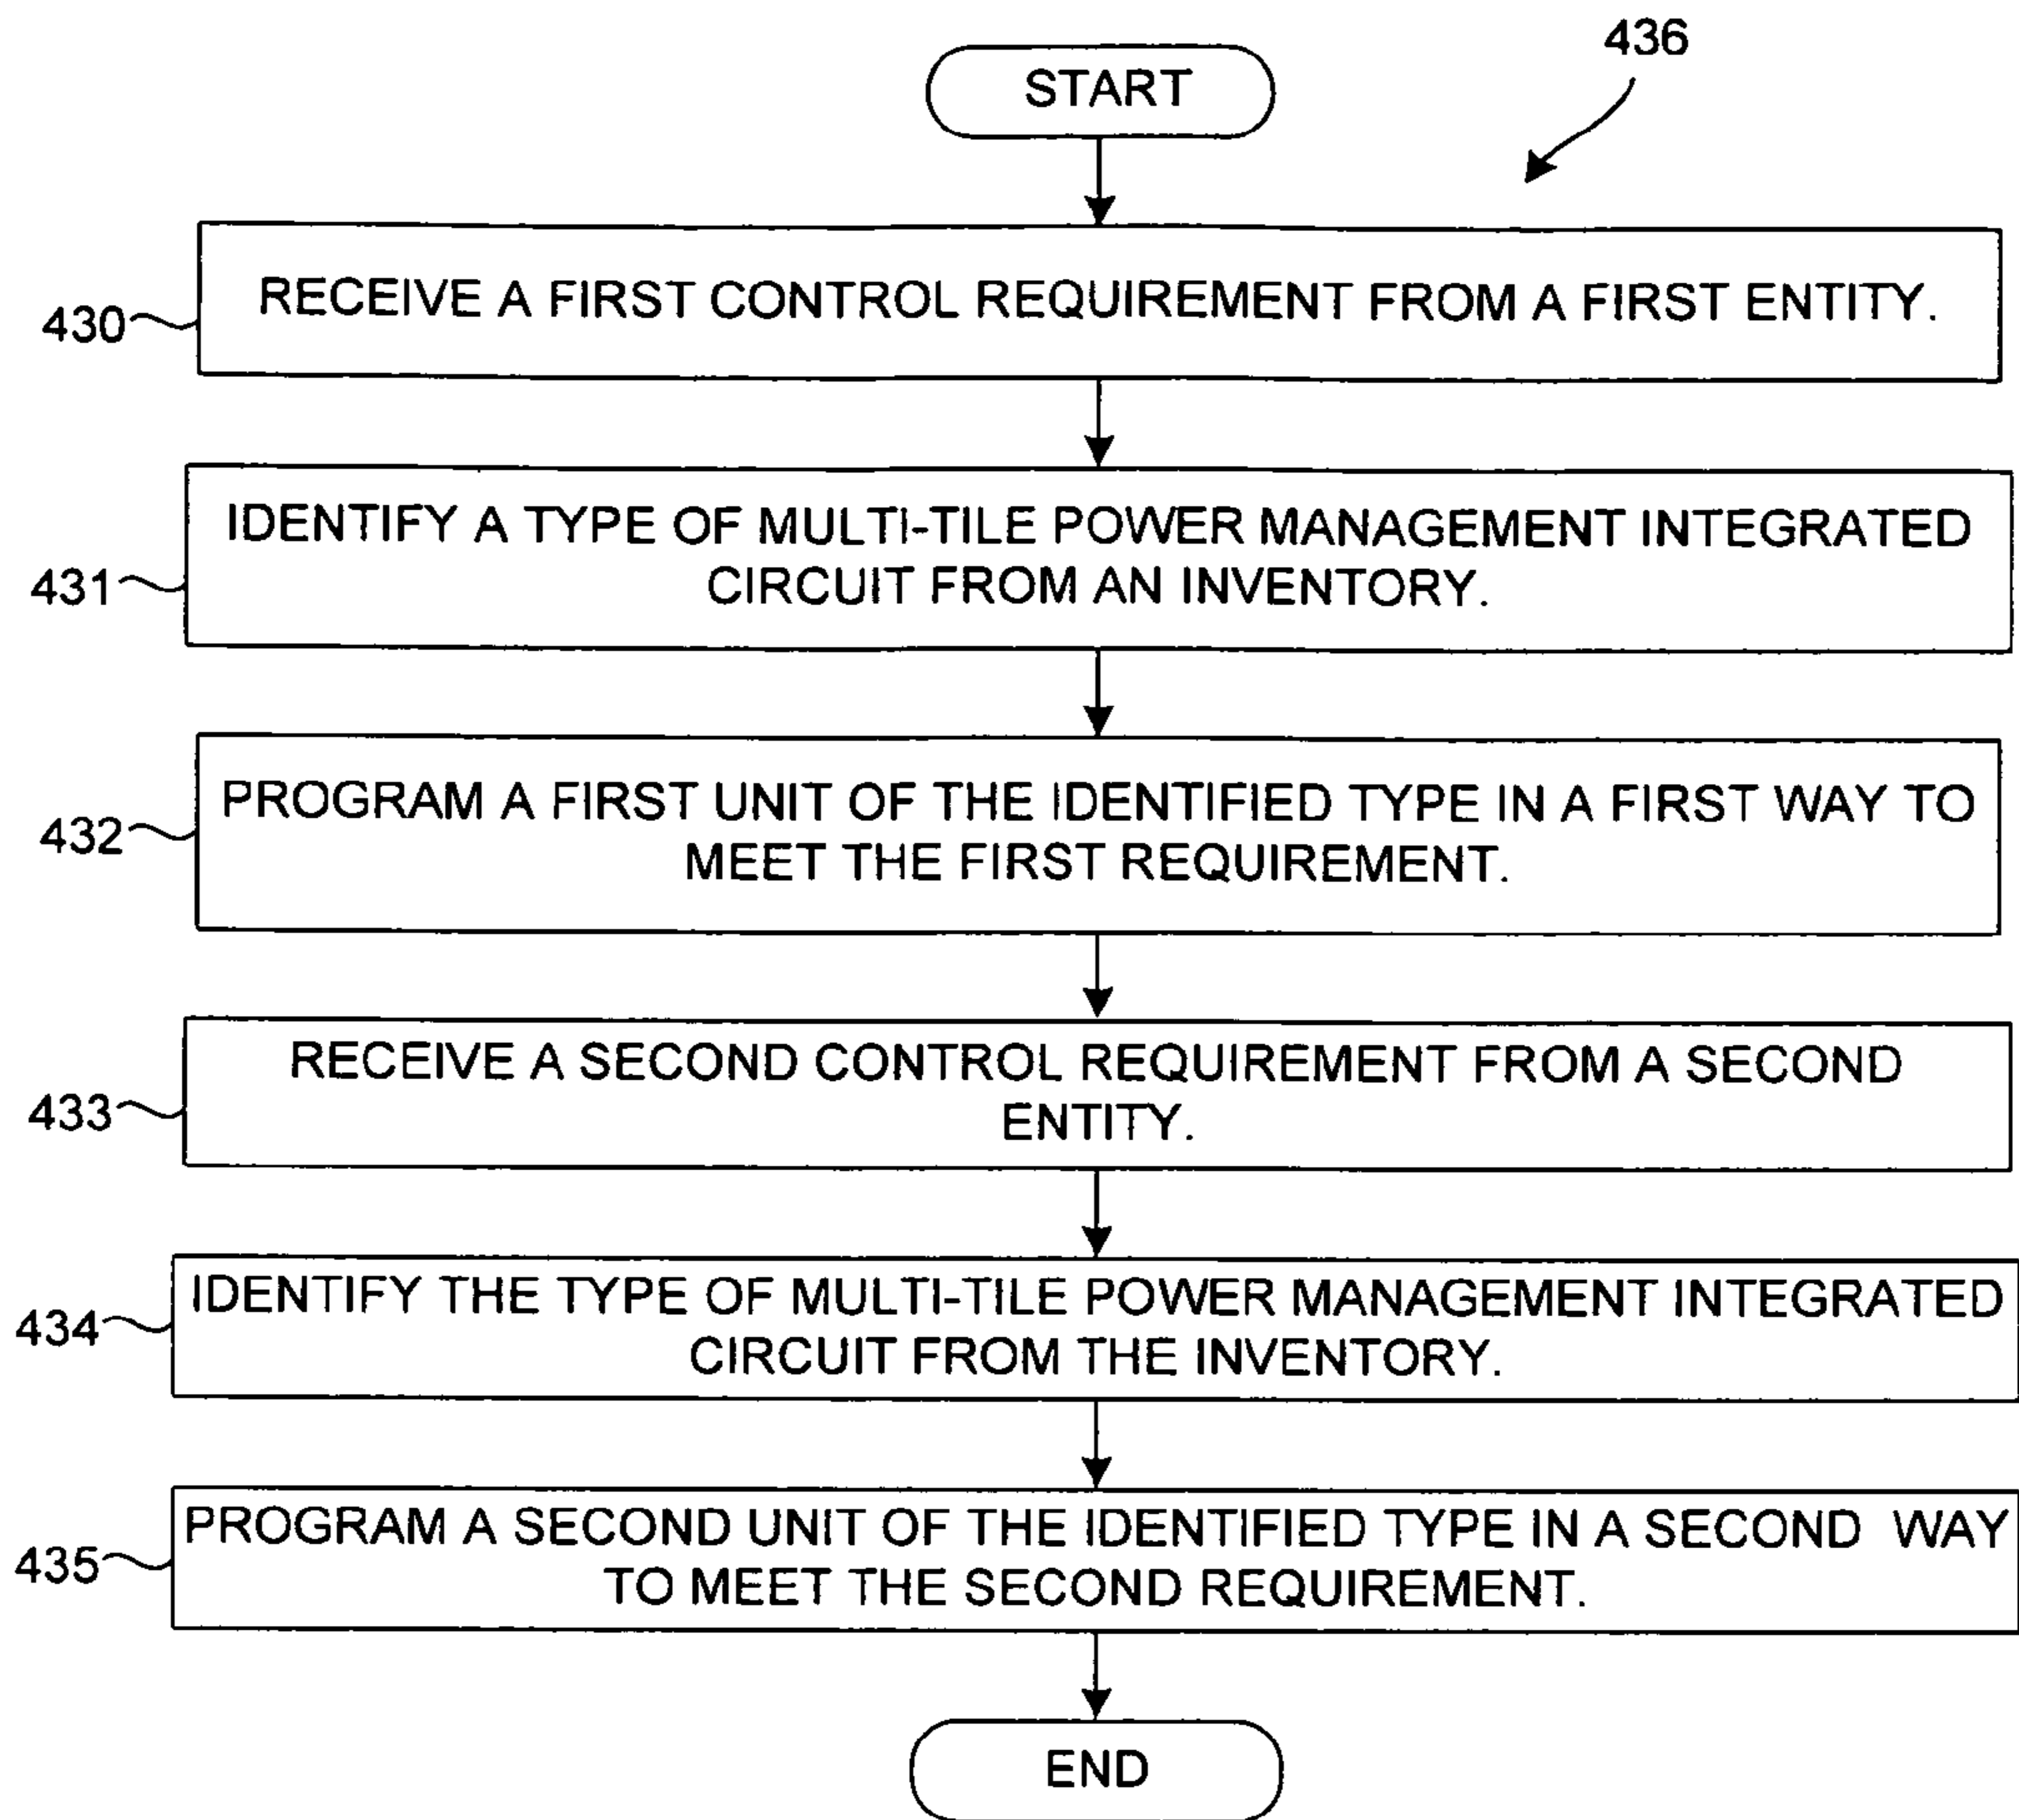 436
START
430
RECEIVE A FIRST CONTROL REQUIREMENT FROM A FIRST ENTITY.
431
IDENTIFY A TYPE OF MULTI-TILE POWER MANAGEMENT INTEGRATED
CIRCUIT FROM AN INVENTORY.
432
PROGRAM A FIRST UNIT OF THE IDENTIFIED TYPE IN A FIRST WAY TO
MEET THE FIRST REQUIREMENT.
433
RECEIVE A SECOND CONTROL REQUIREMENT FROM A SECOND
ENTITY.
434
IDENTIFY THE TYPE OF MULTI-TILE POWER MANAGEMENT INTEGRATED
CIRCUIT FROM THE INVENTORY.
435
PROGRAM A SECOND UNIT OF THE IDENTIFIED TYPE IN A SECOND WAY
TO MEET THE SECOND REQUIREMENT.
END